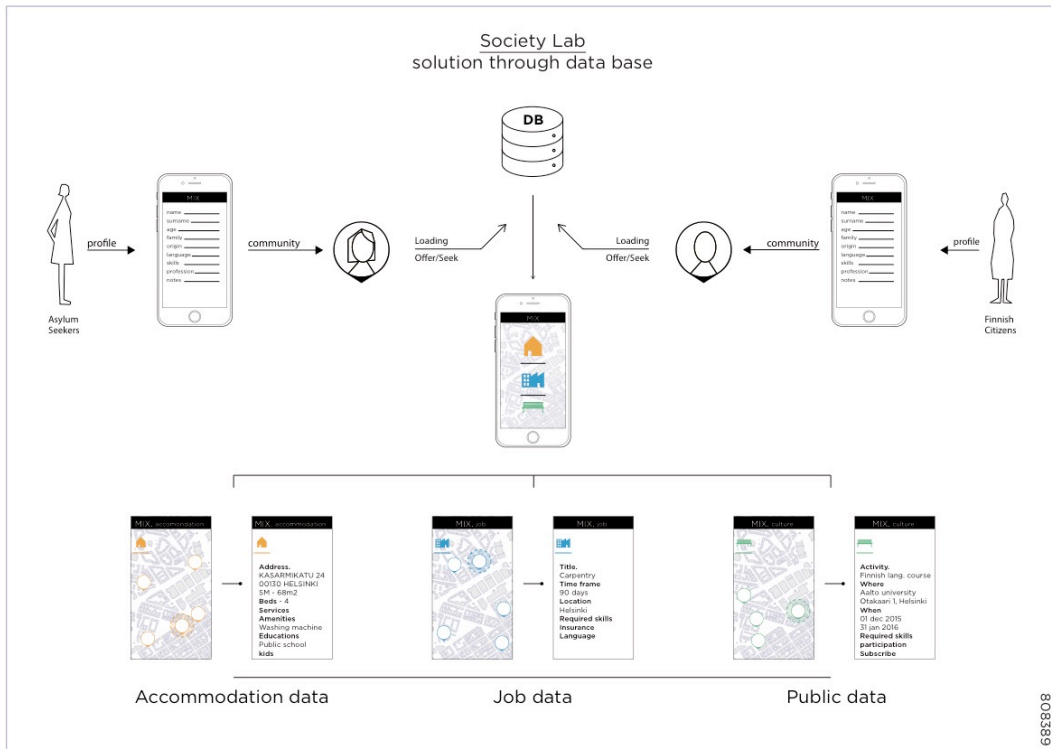 Society Lab
solution through data base
DB
Asylum
Seekers
profile
MIX
name
surname
age
family
origin
language
skills
profession
notes
community
Loading
Offer/Seek
Loading
Offer/Seek
community
MIX
name
surname
age
family
origin
language
skills
profession
notes
profile
Finnish
Citizens
MIX
MIX, accomondation
MIX, accommodation
Address.
KASARMIKATU 24
00130 HELSINKI
5M - 68m2
Beds - 4
Services
Amenities
Washing machine
Educations
Public school
kids
MIX, job
MIX, job
Title.
Carpentry
Time frame
90 days
Location
Helsinki
Required skills
Insurance
Language
MIX, culture
MIX, culture
Activity.
Finnish lang. course
Where
Aalto university
Otakaari 1, Helsinki
When
01 dec 2015
31 jan 2016
Required skills
participation
Subscribe
Accommodation data
Job data
Public data
808389